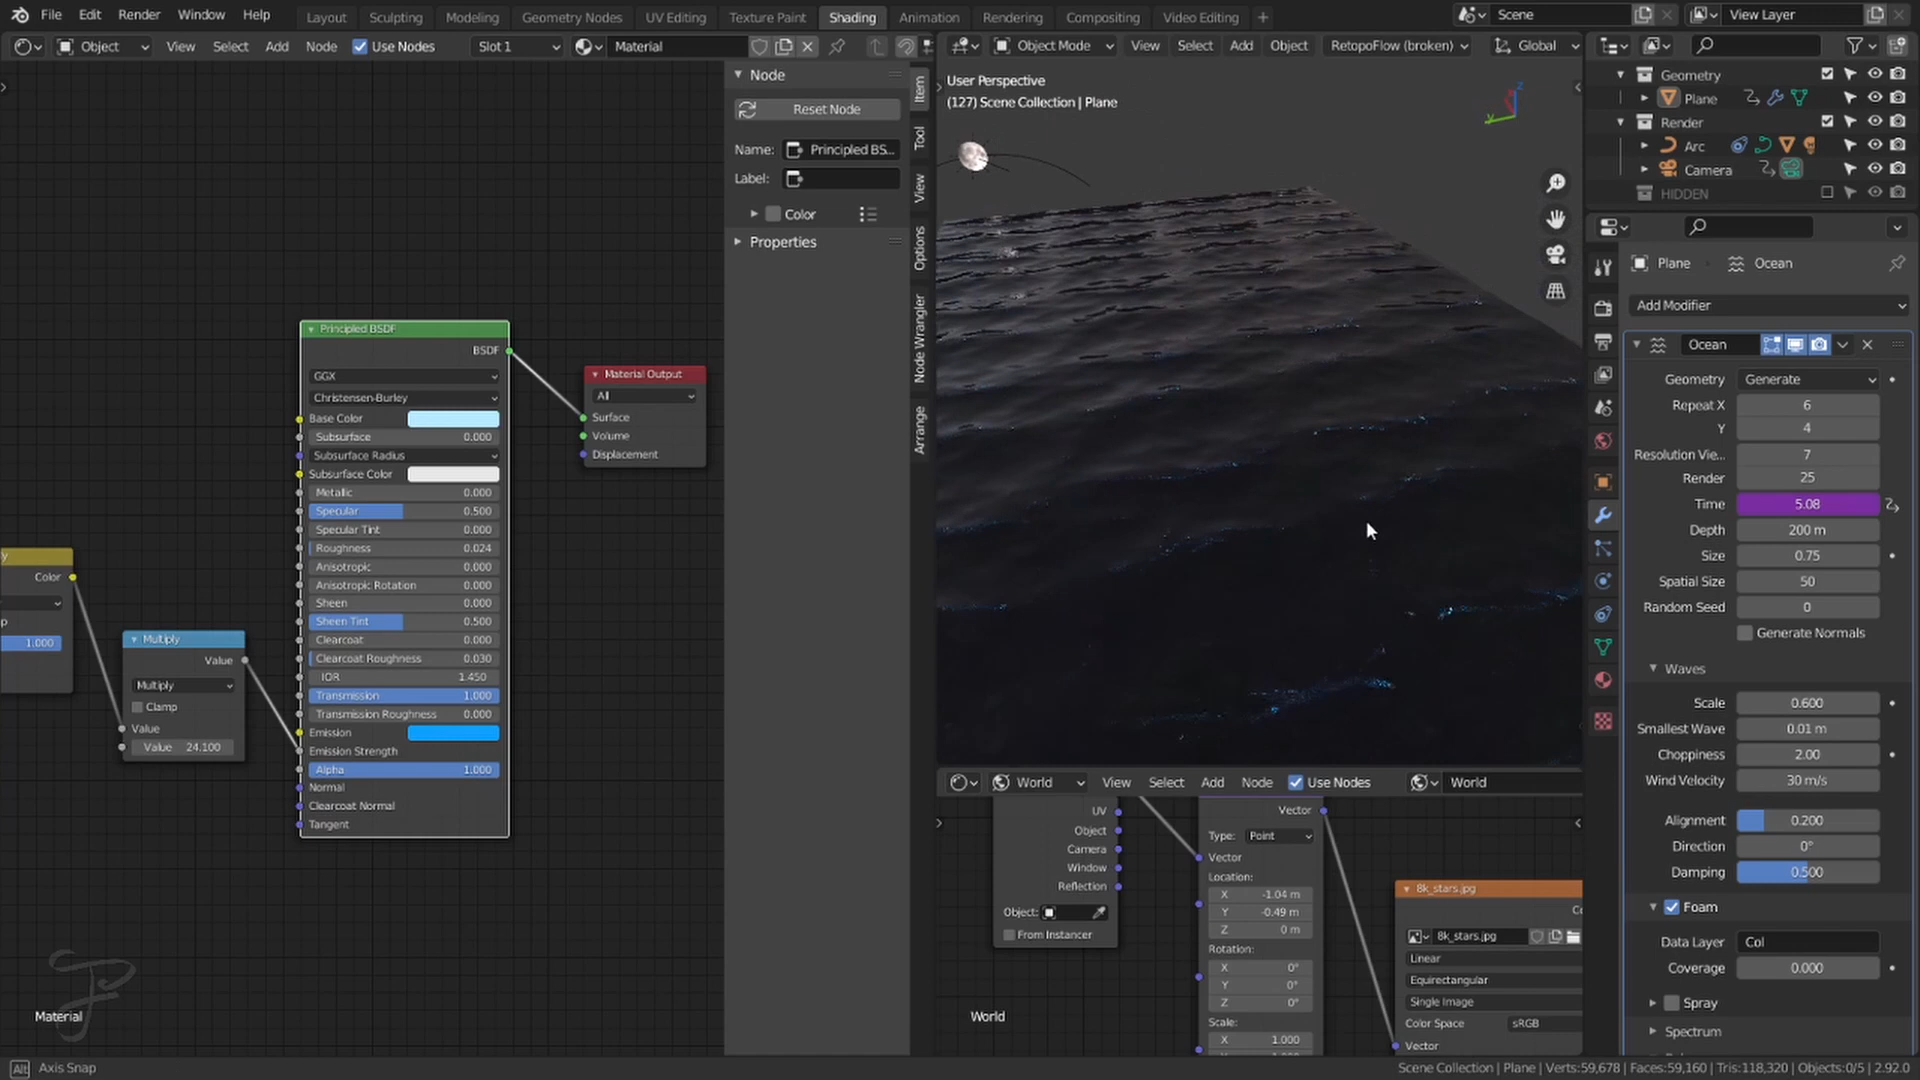 File Edit Render Window Help Layout Sculpting Modeling Geometry Nodes UV Editing Texture Paint Shading Animation Rendering Compositing Video Editing + Scene View Layer
Object View Select Add Node Use Nodes Slot 1 Material
Object Mode View Select Add Object RetopoFlow (broken) Global
User Perspective
(127) Scene Collection | Plane
Node
Reset Node
Name: Principled BS...
Label:
Color
Properties
Item
Tool
View
Options
Node Wrangler
Arrange
Principled BSDF
BSDF
GGX
Christensen-Burley
Base Color
Subsurface 0.000
Subsurface Radius
Subsurface Color
Metallic 0.000
Specular 0.500
Specular Tint 0.000
Roughness 0.024
Anisotropic 0.000
Anisotropic Rotation 0.000
Sheen 0.000
Sheen Tint 0.500
Clearcoat 0.000
Clearcoat Roughness 0.030
IOR 1.450
Transmission 1.000
Transmission Roughness 0.000
Emission
Emission Strength
Alpha 1.000
Normal
Clearcoat Normal
Tangent
Material Output
All
Surface
Volume
Displacement
y
Color
p
1.000
Multiply
Value
Multiply
Clamp
Value
Value 24.100
Material
World View Select Add Node Use Nodes World
UV
Object
Camera
Window
Reflection
Object:
From Instancer
Vector
Type: Point
Vector
Location:
X -1.04 m
Y -0.49 m
Z 0 m
Rotation:
X 0°
Y 0°
Z 0°
Scale:
X 1.000
8k_stars.jpg
8k_stars.jpg
Linear
Equirectangular
Single Image
Color Space sRGB
Vector
World
Geometry
Plane
Render
Arc
Camera
HIDDEN
Plane Ocean
Add Modifier
Ocean
Geometry Generate
Repeat X 6
Y 4
Resolution Vie... 7
Render 25
Time 5.08
Depth 200 m
Size 0.75
Spatial Size 50
Random Seed 0
Generate Normals
Waves
Scale 0.600
Smallest Wave 0.01 m
Choppiness 2.00
Wind Velocity 30 m/s
Alignment 0.200
Direction 0°
Damping 0.500
Foam
Data Layer Col
Coverage 0.000
Spray
Spectrum
Alt Axis Snap
Scene Collection | Plane | Verts:59,678 | Faces:59,160 | Tris:118,320 | Objects:0/5 | 2.92.0